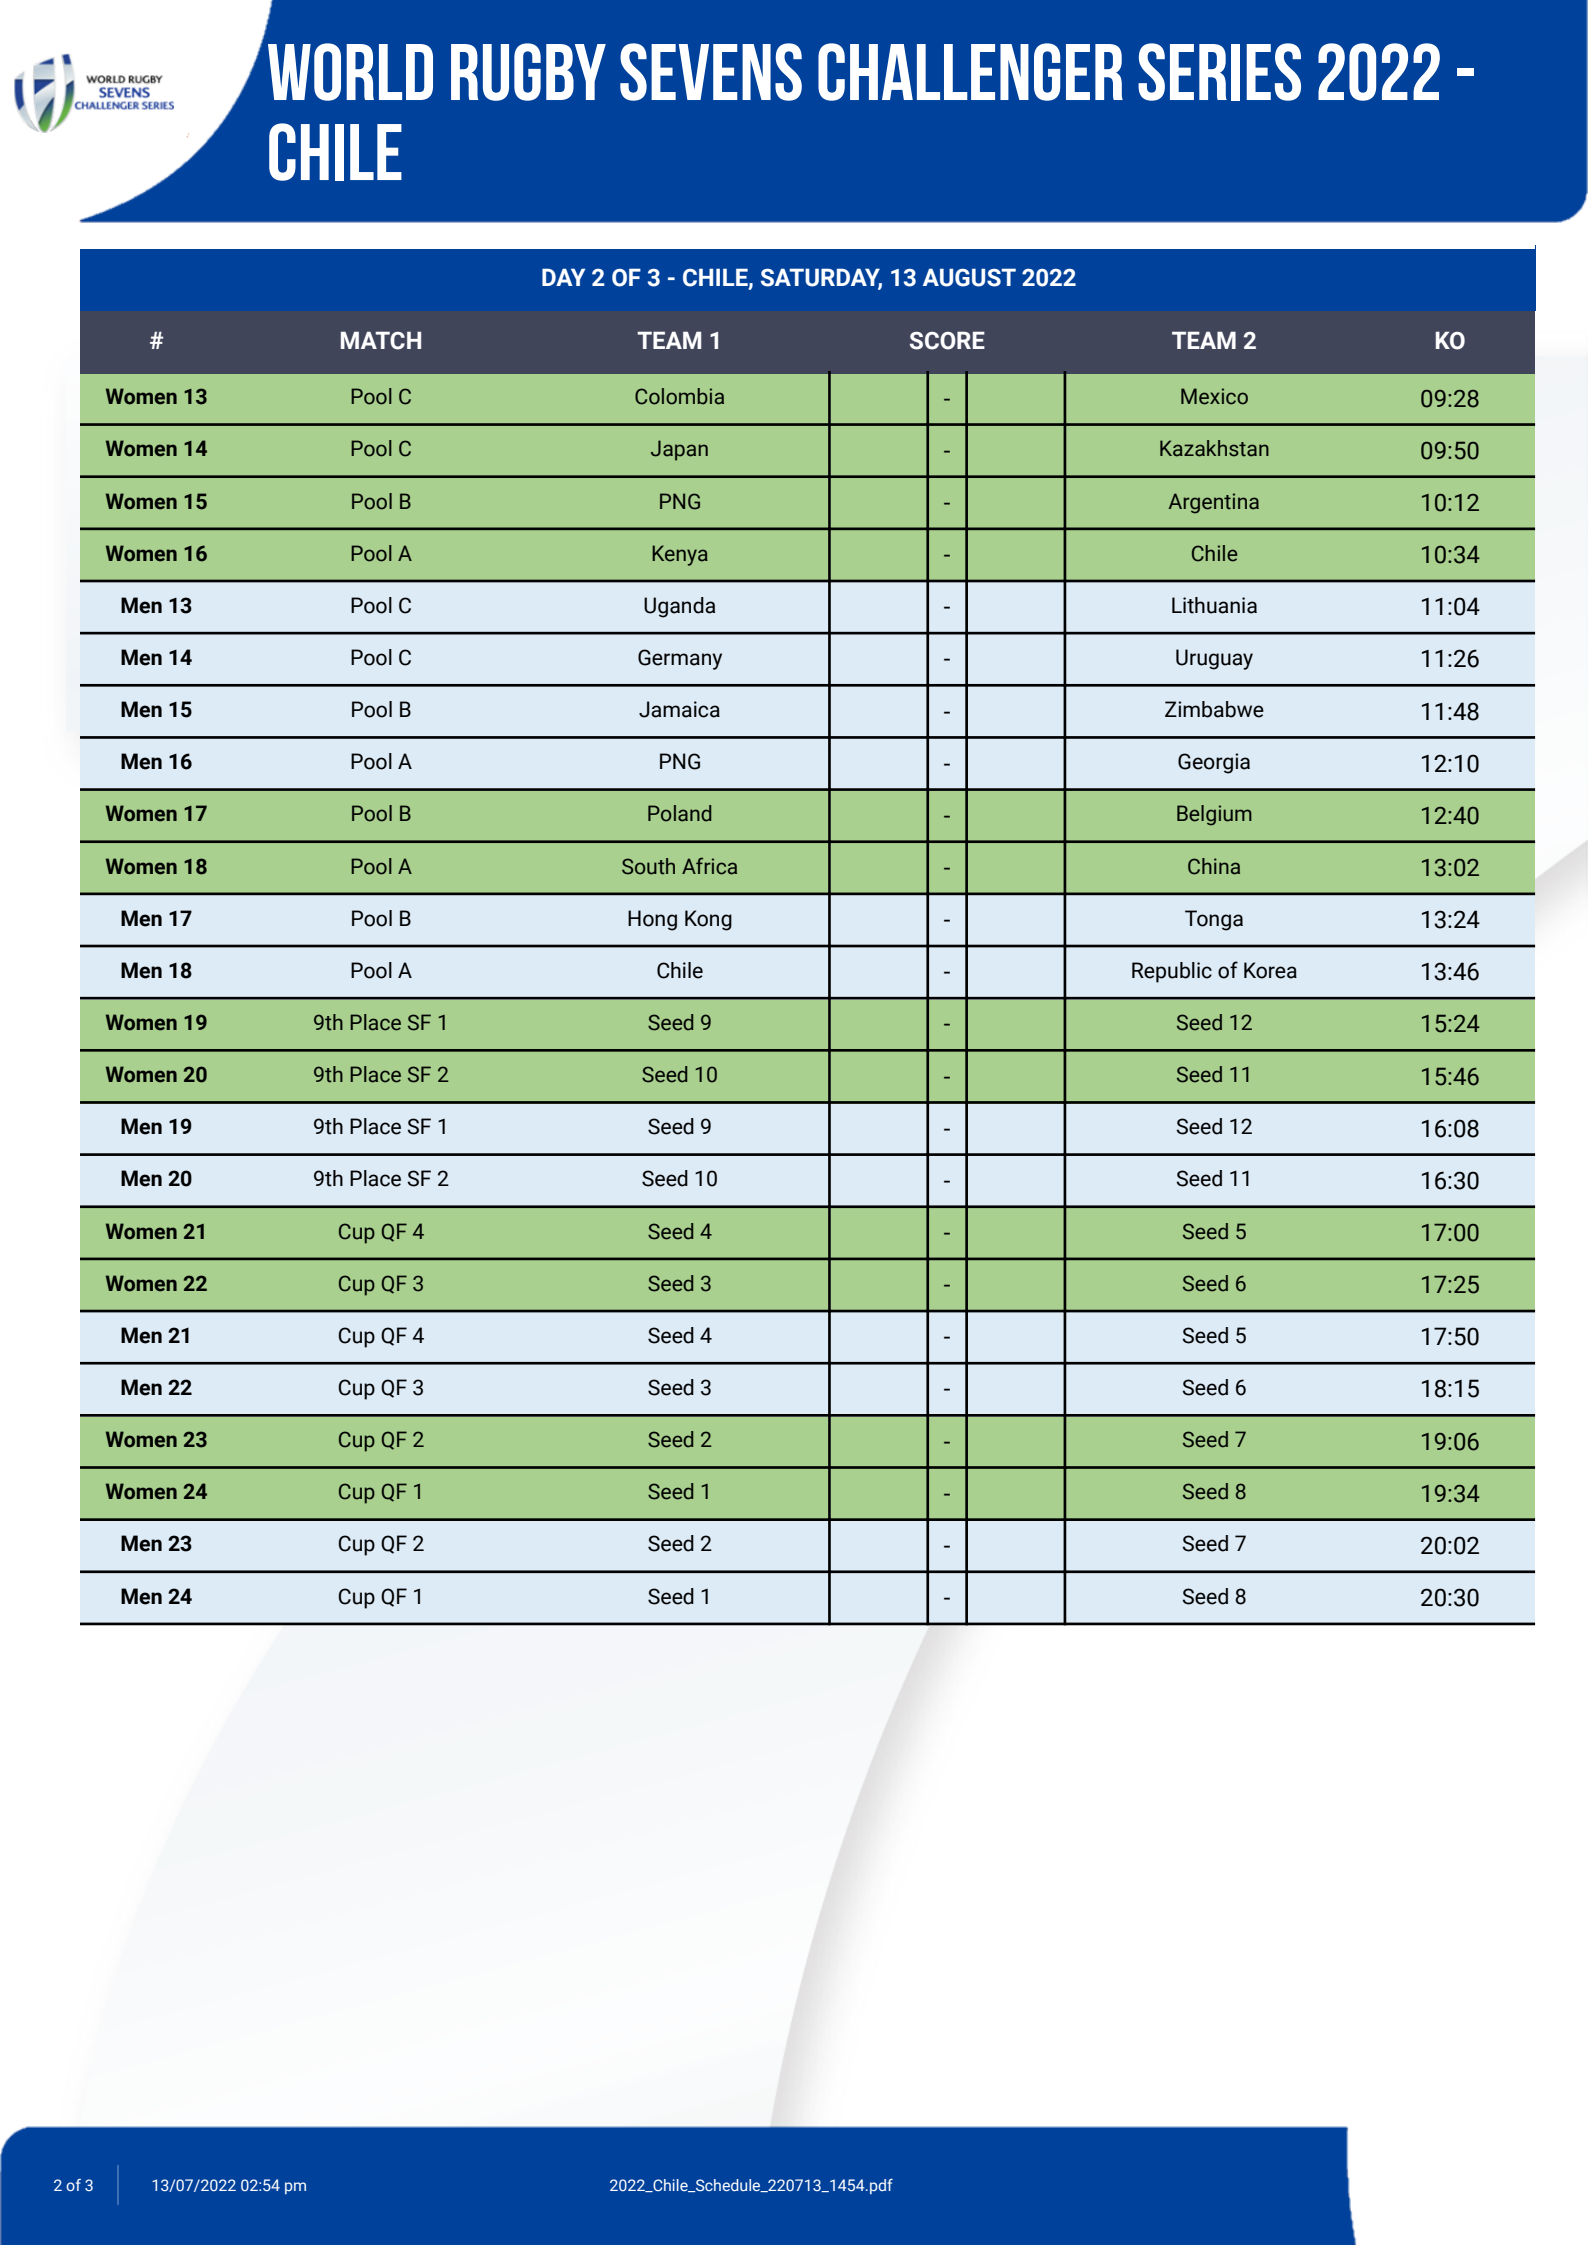 WORLD RUGBY
SEVENS
CHALLENGER SERIES
WORLD RUGBY SEVENS CHALLENGER SERIES 2022 -
CHILE
DAY 2 OF 3 - CHILE, SATURDAY, 13 AUGUST 2022
# MATCH TEAM 1 SCORE TEAM 2 KO
Women 13 Pool C Colombia - Mexico 09:28
Women 14 Pool C Japan - Kazakhstan 09:50
Women 15 Pool B PNG - Argentina 10:12
Women 16 Pool A Kenya - Chile 10:34
Men 13 Pool C Uganda - Lithuania 11:04
Men 14 Pool C Germany - Uruguay 11:26
Men 15 Pool B Jamaica - Zimbabwe 11:48
Men 16 Pool A PNG - Georgia 12:10
Women 17 Pool B Poland - Belgium 12:40
Women 18 Pool A South Africa - China 13:02
Men 17 Pool B Hong Kong - Tonga 13:24
Men 18 Pool A Chile - Republic of Korea 13:46
Women 19 9th Place SF 1 Seed 9 - Seed 12 15:24
Women 20 9th Place SF 2 Seed 10 - Seed 11 15:46
Men 19 9th Place SF 1 Seed 9 - Seed 12 16:08
Men 20 9th Place SF 2 Seed 10 - Seed 11 16:30
Women 21 Cup QF 4 Seed 4 - Seed 5 17:00
Women 22 Cup QF 3 Seed 3 - Seed 6 17:25
Men 21 Cup QF 4 Seed 4 - Seed 5 17:50
Men 22 Cup QF 3 Seed 3 - Seed 6 18:15
Women 23 Cup QF 2 Seed 2 - Seed 7 19:06
Women 24 Cup QF 1 Seed 1 - Seed 8 19:34
Men 23 Cup QF 2 Seed 2 - Seed 7 20:02
Men 24 Cup QF 1 Seed 1 - Seed 8 20:30
2 of 3 13/07/2022 02:54 pm 2022_Chile_Schedule_220713_1454.pdf